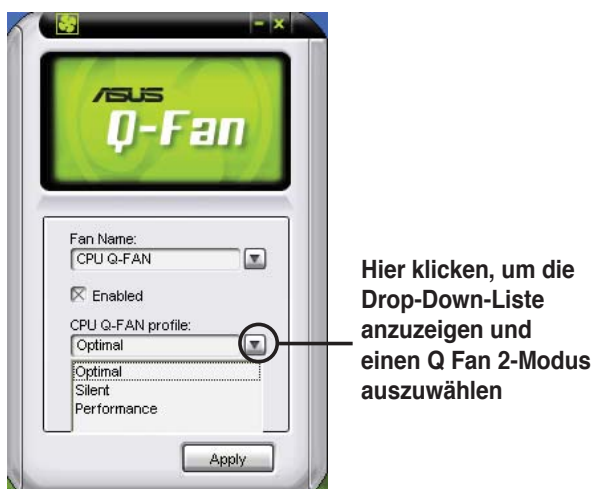 ASUS
Q-Fan
Fan Name:
CPU Q-FAN
Enabled
CPU Q-FAN profile:
Optimal
Optimal
Silent
Performance
Apply
Hier klicken, um die
Drop-Down-Liste
anzuzeigen und
einen Q Fan 2-Modus
auszuwählen